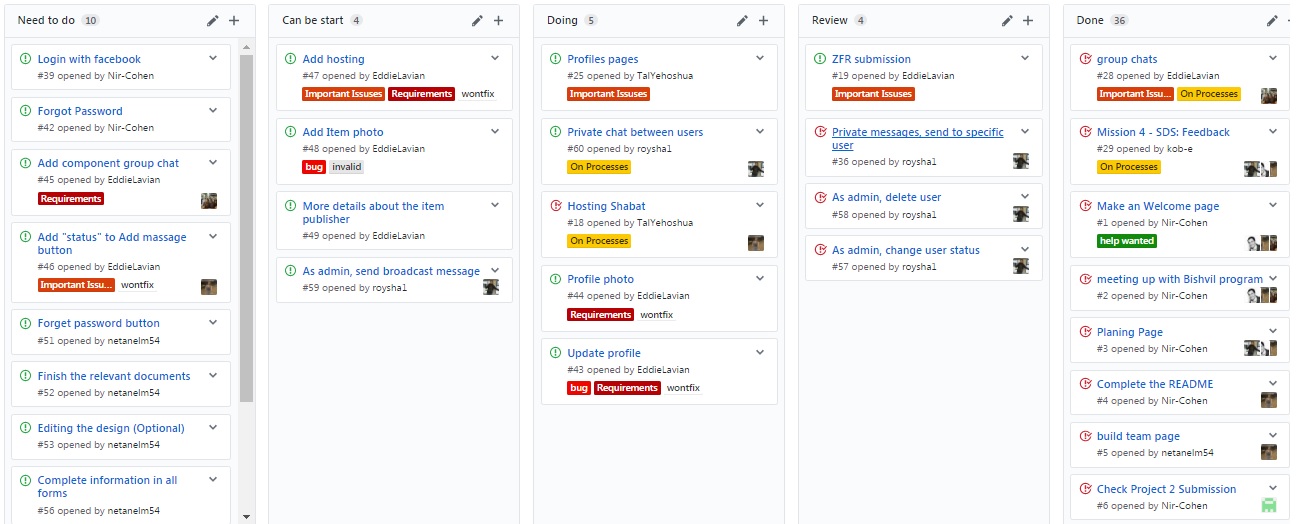 Need to do 10
Login with facebook
#39 opened by Nir-Cohen
Forgot Password
#42 opened by Nir-Cohen
Add component group chat
#45 opened by EddieLavian
Requirements
Add "status" to Add massage
button
#46 opened by EddieLavian
Important Issu... wontfix
Forget password button
#51 opened by netanelm54
Finish the relevant documents
#52 opened by netanelm54
Editing the design (Optional)
#53 opened by netanelm54
Complete information in all
forms
#56 opened by netanelm54
Can be start 4
Add hosting
#47 opened by EddieLavian
Important Issuses Requirements wontfix
Add Item photo
#48 opened by EddieLavian
bug invalid
More details about the item
publisher
#49 opened by EddieLavian
As admin, send broadcast message
#59 opened by roysha1
Doing 5
Profiles pages
#25 opened by TalYehoshua
Important Issuses
Private chat between users
#60 opened by roysha1
On Processes
Hosting Shabat
#18 opened by TalYehoshua
On Processes
Profile photo
#44 opened by EddieLavian
Requirements wontfix
Update profile
#43 opened by EddieLavian
bug Requirements wontfix
Review 4
ZFR submission
#19 opened by EddieLavian
Important Issuses
Private messages, send to specific
user
#36 opened by roysha1
As admin, delete user
#58 opened by roysha1
As admin, change user status
#57 opened by roysha1
Done 36
group chats
#28 opened by EddieLavian
Important Issu... On Processes
Mission 4 - SDS: Feedback
#29 opened by kob-e
On Processes
Make an Welcome page
#1 opened by Nir-Cohen
help wanted
meeting up with Bishvil program
#2 opened by Nir-Cohen
Planing Page
#3 opened by Nir-Cohen
Complete the README
#4 opened by Nir-Cohen
build team page
#5 opened by netanelm54
Check Project 2 Submission
#6 opened by Nir-Cohen